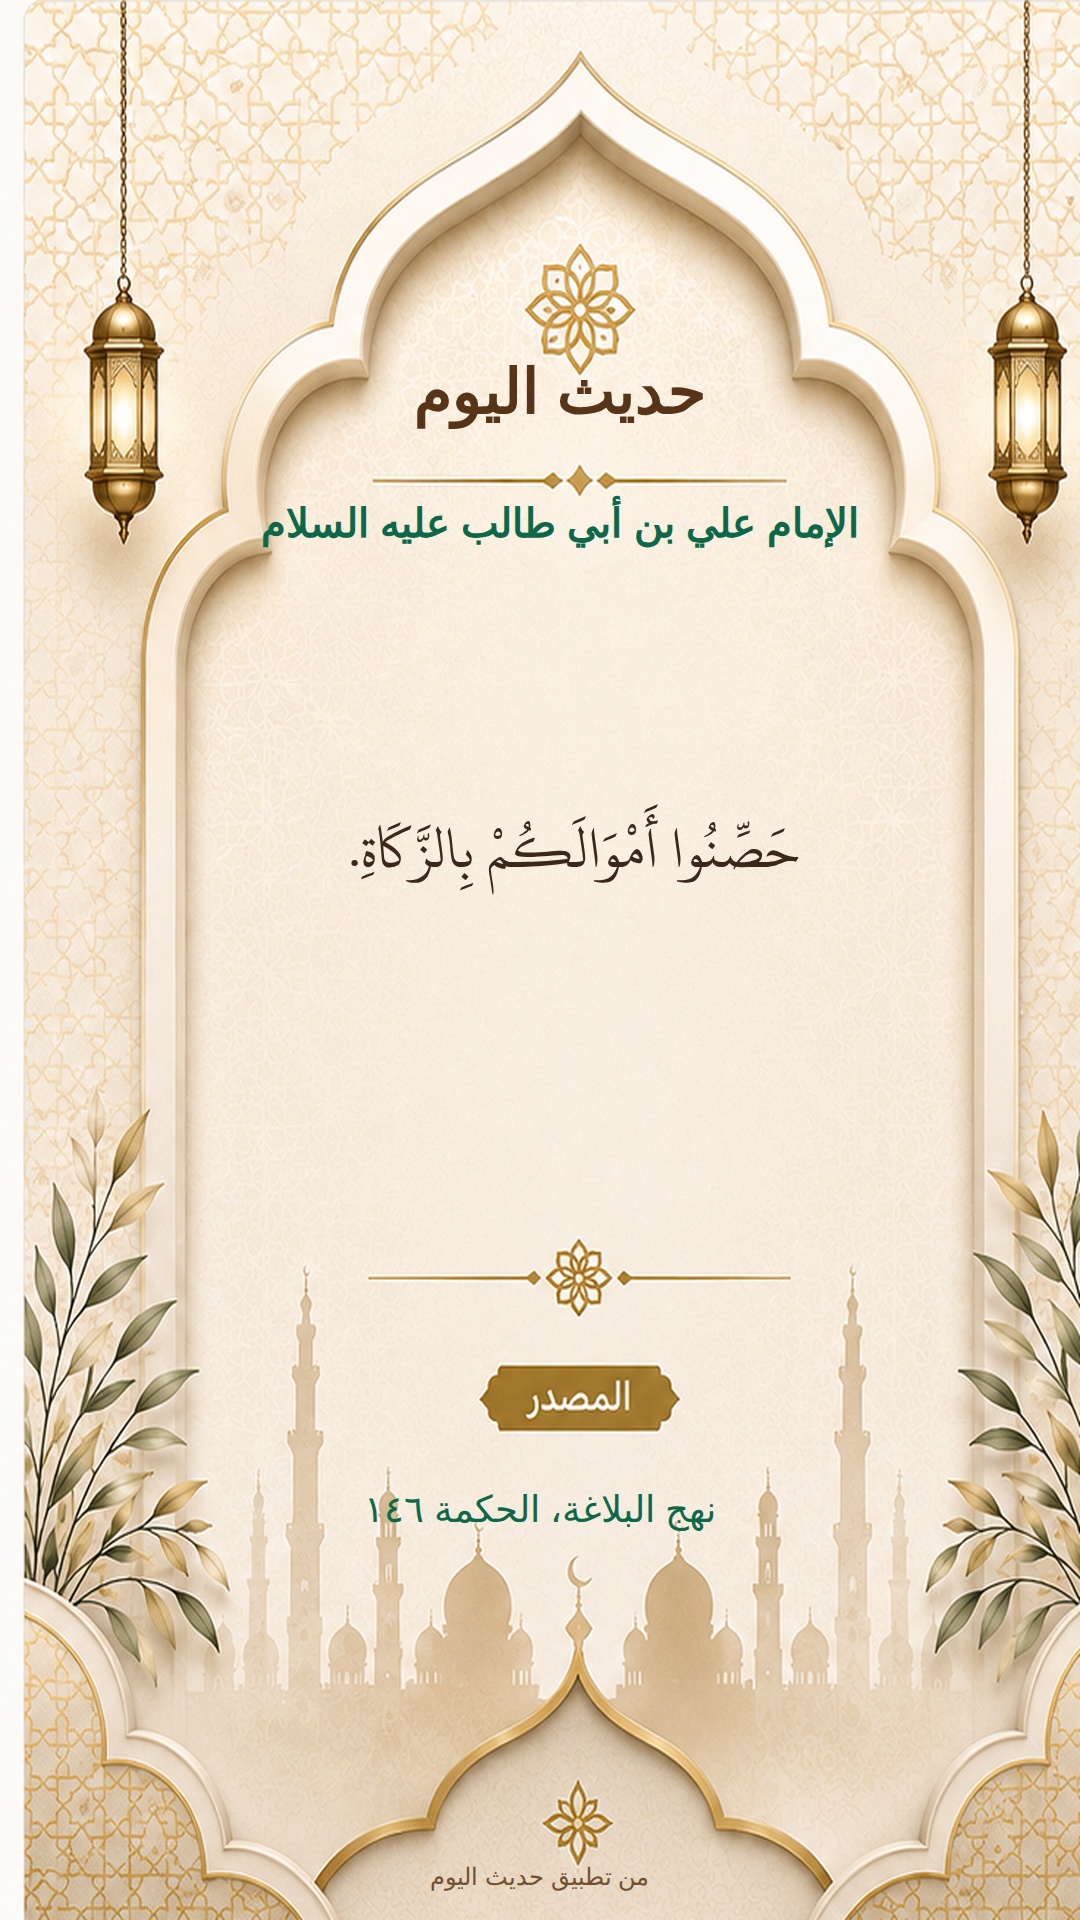 حديث اليوم
الإمام علي بن أبي طالب عليه السلام
حَصِّنُوا أَمْوَالَكُمْ بِالزَّكَاةِ.
المصدر
نهج البلاغة، الحكمة ١٤٦
من تطبيق حديث اليوم